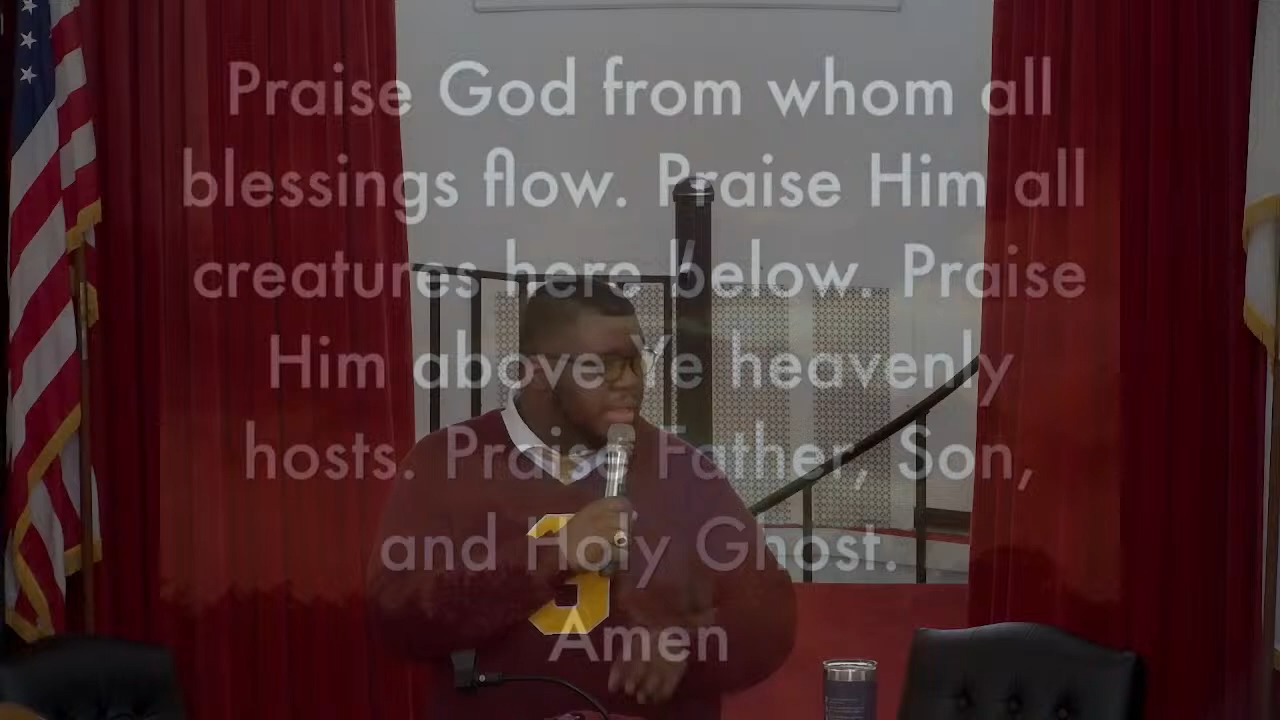 Praise God from whom all
blessings flow. Praise Him all
creatures here below. Praise
Him above Ye heavenly
hosts. Praise Father, Son,
and Holy Ghost.
Amen
3